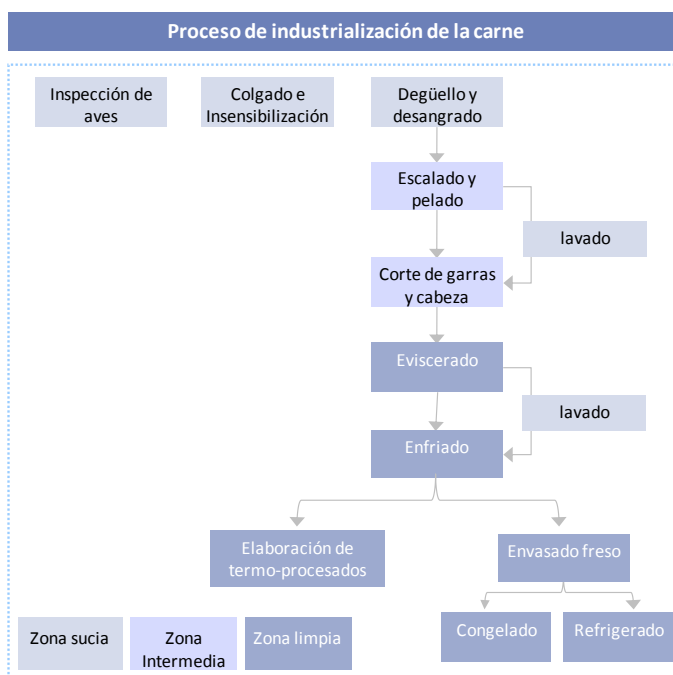 Proceso de industrialización de la carne
Inspección de
aves
Colgado e
Insensibilización
Degüello y
desangrado
Escalado y
pelado
lavado
Corte de garras
y cabeza
Eviscerado
lavado
Enfriado
Elaboración de
termo-procesados
Envasado freso
Congelado
Refrigerado
Zona sucia
Zona
Intermedia
Zona limpia